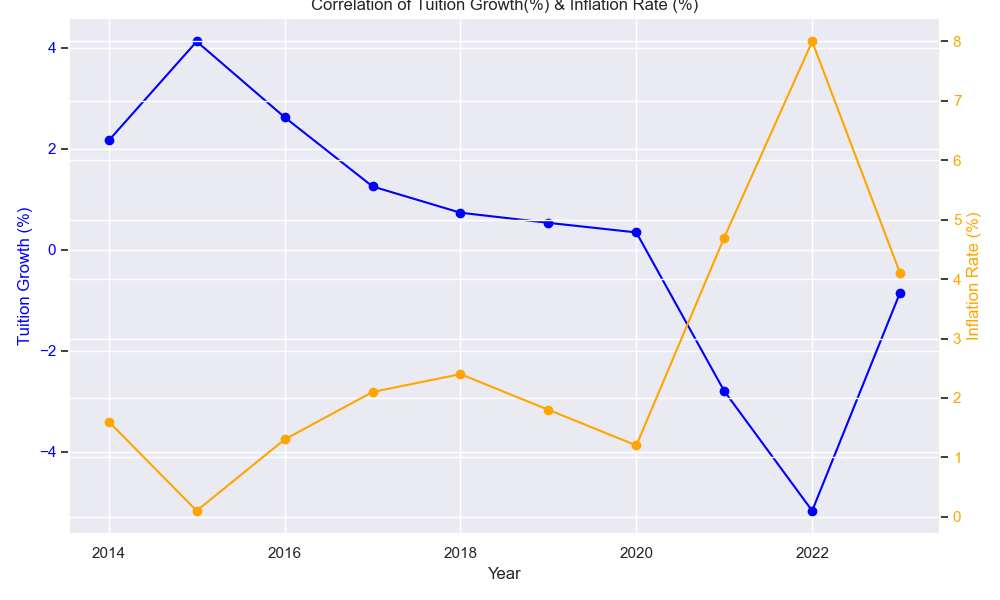 Correlation of Tuition Growth(%) & Inflation Rate (%)
4
2
0
−2
−4
Tuition Growth (%)
8
7
6
5
4
3
2
1
0
Inflation Rate (%)
2014 2016 2018 2020 2022
Year